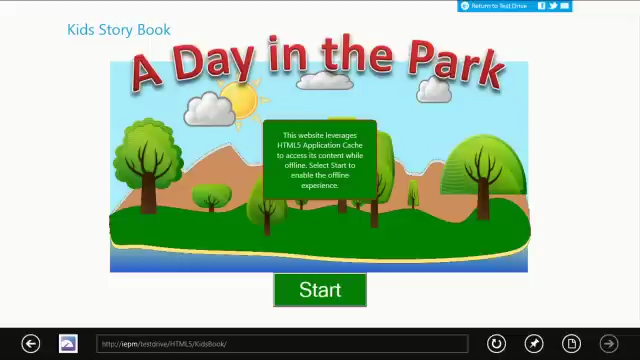 Return to Test Drive
Kids Story Book
A Day in the Park
This website leverages
HTML5 Application Cache
to access its content while
offline. Select Start to
enable the offline
experience.
Start
http://iepm/testdrive/HTML5/KidsBook/